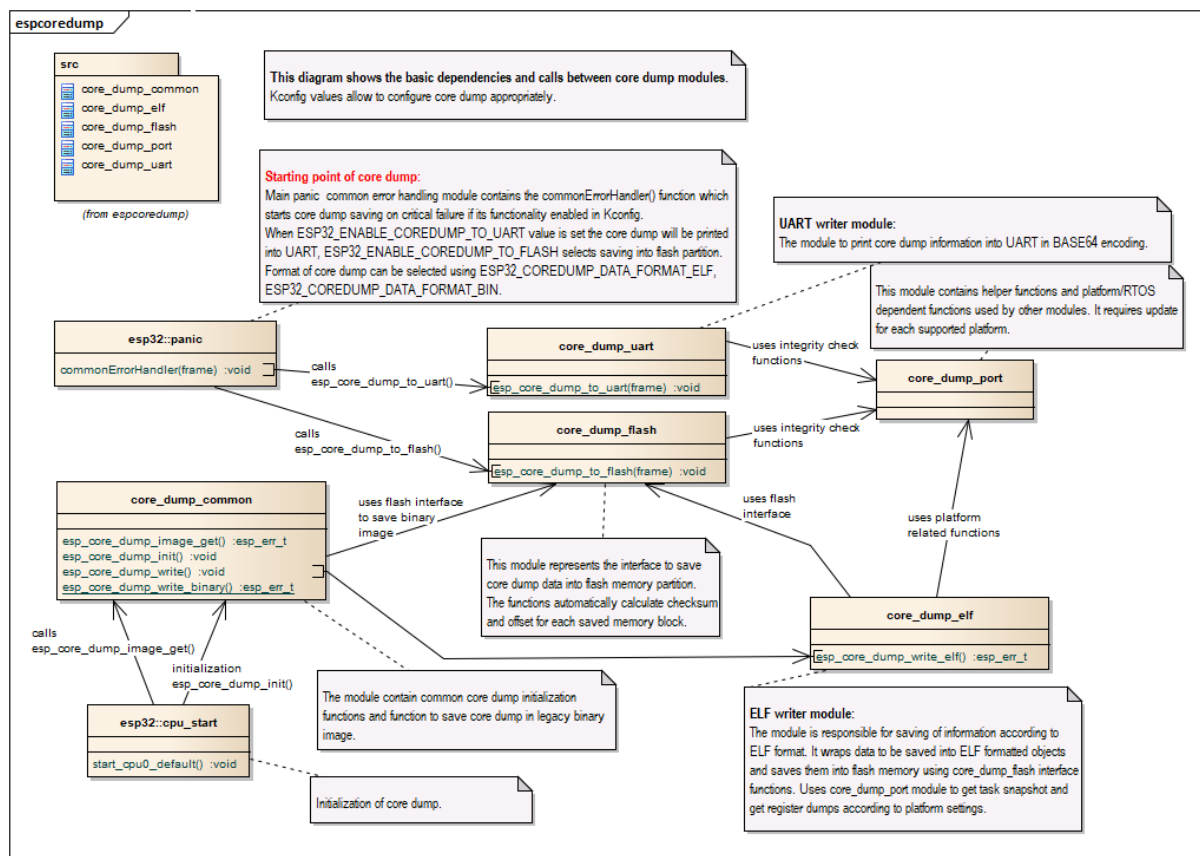 espcoredump
src
core_dump_common
core_dump_elf
core_dump_flash
core_dump_port
core_dump_uart
(from espcoredump)
This diagram shows the basic dependencies and calls between core dump modules.
Kconfig values allow to configure core dump appropriately.
Starting point of core dump:
Main panic common error handling module contains the commonErrorHandler() function which
starts core dump saving on critical failure if its functionality enabled in Kconfig.
When ESP32_ENABLE_COREDUMP_TO_UART value is set the core dump will be printed
into UART, ESP32_ENABLE_COREDUMP_TO_FLASH selects saving into flash partition.
Format of core dump can be selected using ESP32_COREDUMP_DATA_FORMAT_ELF,
ESP32_COREDUMP_DATA_FORMAT_BIN.
UART writer module:
The module to print core dump information into UART in BASE64 encoding.
This module contains helper functions and platform/RTOS
dependent functions used by other modules. It requires update
for each supported platform.
esp32::panic
commonErrorHandler(frame) :void
calls
esp_core_dump_to_uart()
core_dump_uart
esp_core_dump_to_uart(frame) :void
uses integrity check
functions
core_dump_port
calls
esp_core_dump_to_flash()
core_dump_flash
esp_core_dump_to_flash(frame) :void
uses integrity check
functions
core_dump_common
esp_core_dump_image_get() :esp_err_t
esp_core_dump_init() :void
esp_core_dump_write() :void
esp_core_dump_write_binary() :esp_err_t
uses flash interface
to save binary
image
uses flash
interface
uses platform
related functions
This module represents the interface to save
core dump data into flash memory partition.
The functions automatically calculate checksum
and offset for each saved memory block.
core_dump_elf
esp_core_dump_write_elf() :esp_err_t
calls
esp_core_dump_image_get()
initialization
esp_core_dump_init()
The module contain common core dump initialization
functions and function to save core dump in legacy binary
image.
esp32::cpu_start
start_cpu0_default() :void
Initialization of core dump.
ELF writer module:
The module is responsible for saving of information according to
ELF format. It wraps data to be saved into ELF formatted objects
and saves them into flash memory using core_dump_flash interface
functions. Uses core_dump_port module to get task snapshot and
get register dumps according to platform settings.